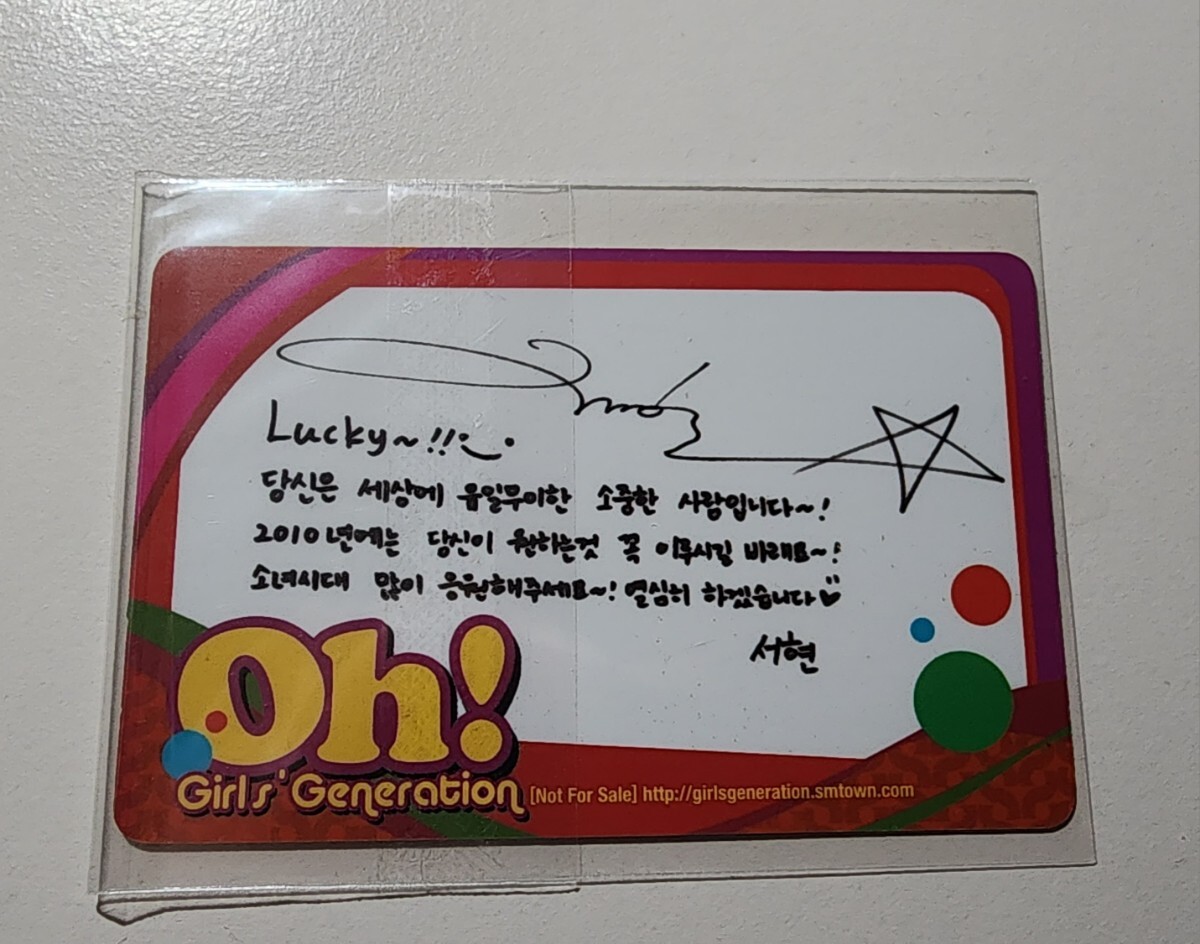 Lucky~!!
당신은 세상에 유일무이한 소중한 사람입니다~!
2010년에는 당신이 원하는것 꼭 이루시길 바래요~!
소녀시대 많이 응원해주세요~! 열심히 하겠습니다
서현
Oh!
Girls' Generation
[Not For Sale] http://girlsgeneration.smtown.com